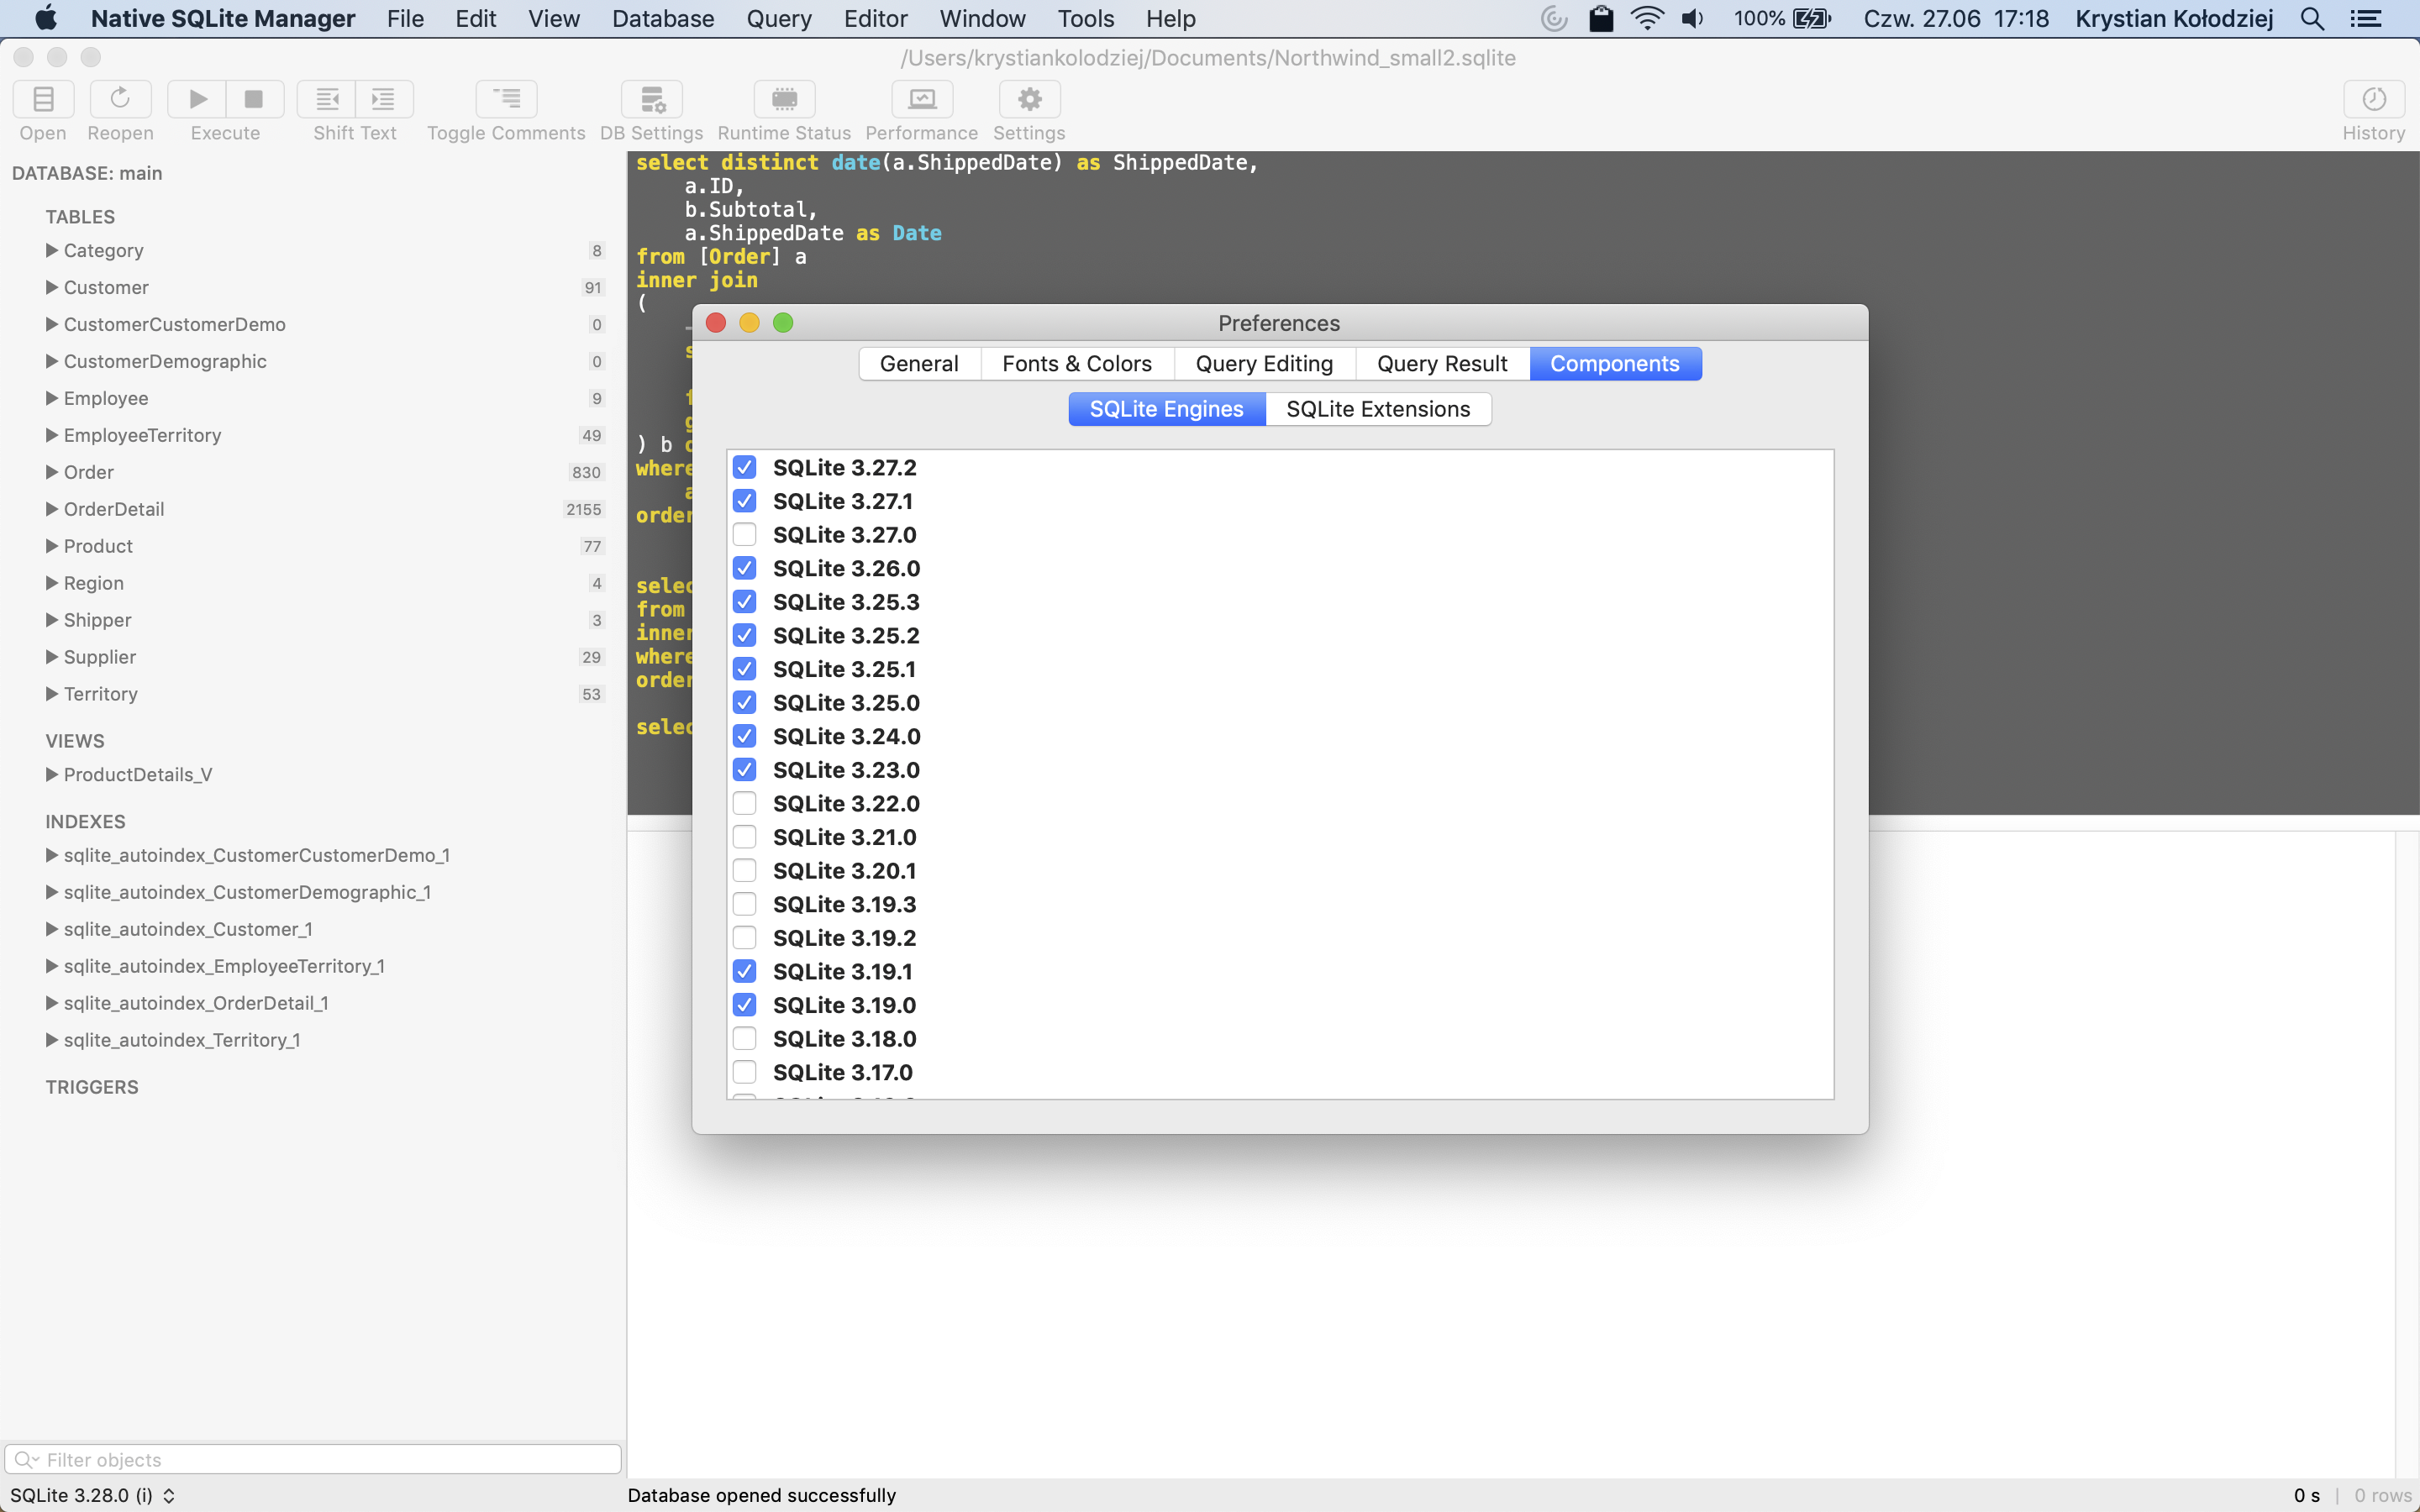 Native SQLite Manager File Edit View Database Query Editor Window Tools Help 100% Czw. 27.06 17:18 Krystian Kołodziej
/Users/krystiankolodziej/Documents/Northwind_small2.sqlite
Open Reopen Execute Shift Text Toggle Comments DB Settings Runtime Status Performance Settings History
DATABASE: main
TABLES
Category 8
Customer 91
CustomerCustomerDemo 0
CustomerDemographic 0
Employee 9
EmployeeTerritory 49
Order 830
OrderDetail 2155
Product 77
Region 4
Shipper 3
Supplier 29
Territory 53
VIEWS
ProductDetails_V
INDEXES
sqlite_autoindex_CustomerCustomerDemo_1
sqlite_autoindex_CustomerDemographic_1
sqlite_autoindex_Customer_1
sqlite_autoindex_EmployeeTerritory_1
sqlite_autoindex_OrderDetail_1
sqlite_autoindex_Territory_1
TRIGGERS
Filter objects
SQLite 3.28.0 (i)
select distinct date(a.ShippedDate) as ShippedDate,
a.ID,
b.Subtotal,
a.ShippedDate as Date
from [Order] a
inner join
(
) b
where
order
selec
from
inner
where
order
selec
Preferences
General Fonts & Colors Query Editing Query Result Components
SQLite Engines SQLite Extensions
SQLite 3.27.2
SQLite 3.27.1
SQLite 3.27.0
SQLite 3.26.0
SQLite 3.25.3
SQLite 3.25.2
SQLite 3.25.1
SQLite 3.25.0
SQLite 3.24.0
SQLite 3.23.0
SQLite 3.22.0
SQLite 3.21.0
SQLite 3.20.1
SQLite 3.19.3
SQLite 3.19.2
SQLite 3.19.1
SQLite 3.19.0
SQLite 3.18.0
SQLite 3.17.0
Database opened successfully
0 s | 0 rows